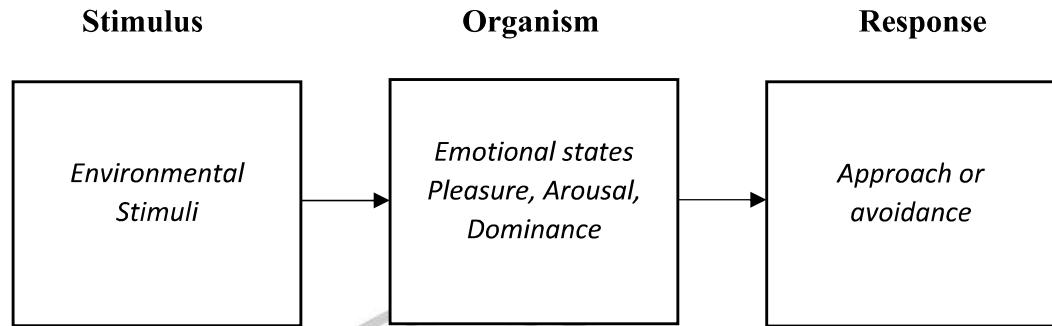 Stimulus
Organism
Response
Environmental
Stimuli
Emotional states
Pleasure, Arousal,
Dominance
Approach or
avoidance